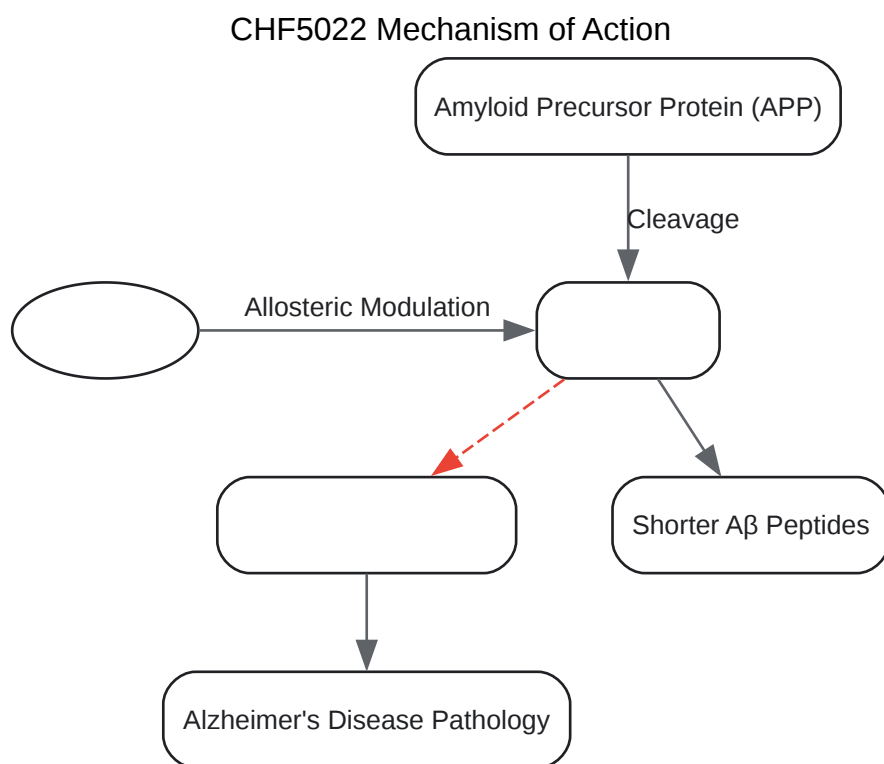 CHF5022 Mechanism of Action
Amyloid Precursor Protein (APP)
Cleavage
Allosteric Modulation
Shorter Aβ Peptides
Alzheimer's Disease Pathology